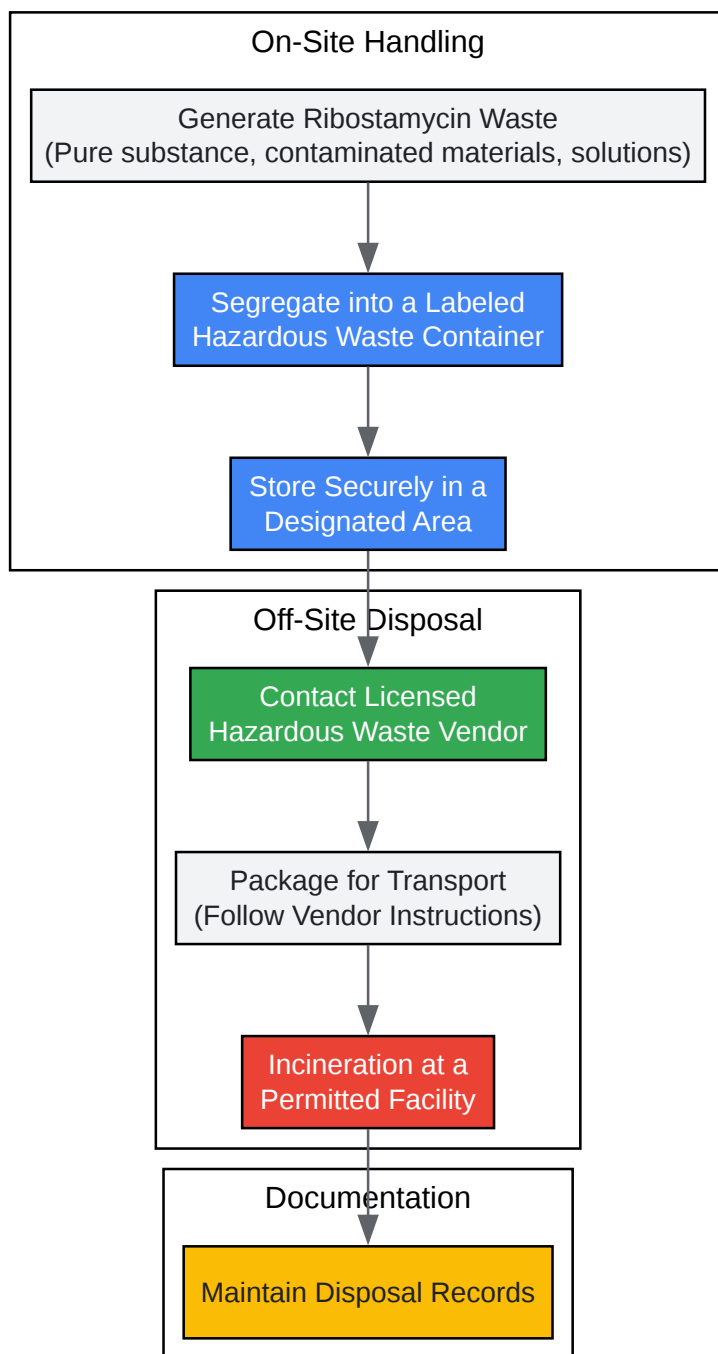 On-Site Handling
Generate Ribostamycin Waste
(Pure substance, contaminated materials, solutions)
Segregate into a Labeled
Hazardous Waste Container
Store Securely in a
Designated Area
Off-Site Disposal
Contact Licensed
Hazardous Waste Vendor
Package for Transport
(Follow Vendor Instructions)
Incineration at a
Permitted Facility
Documentation
Maintain Disposal Records